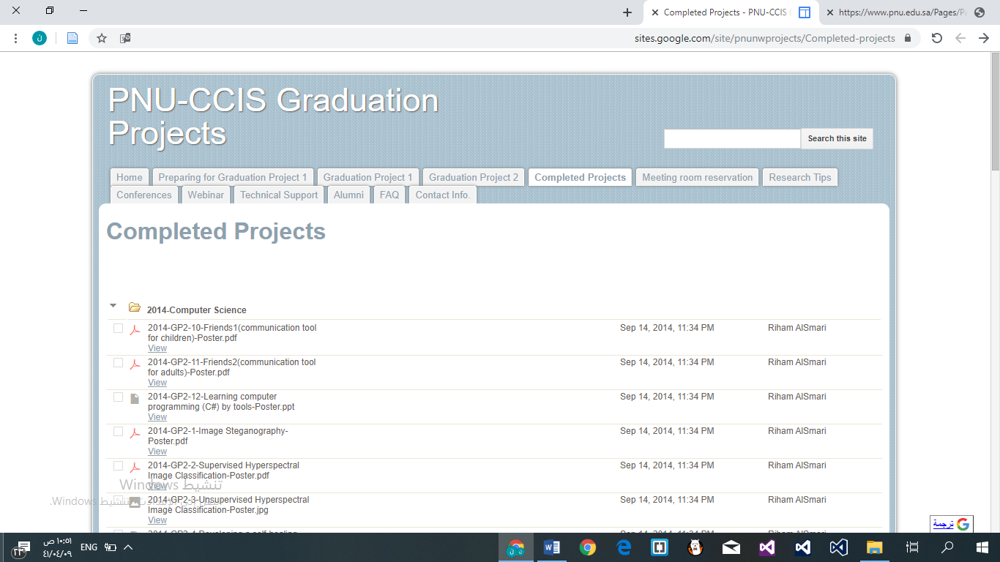 Completed Projects - PNU-CCIS G
https://www.pnu.edu.sa/Pages/Pa
sites.google.com/site/pnunwprojects/Completed-projects
PNU-CCIS Graduation
Projects
Search this site
Home
Preparing for Graduation Project 1
Graduation Project 1
Graduation Project 2
Completed Projects
Meeting room reservation
Research Tips
Conferences
Webinar
Technical Support
Alumni
FAQ
Contact Info.
Completed Projects
2014-Computer Science
2014-GP2-10-Friends1(communication tool
for children)-Poster.pdf
View
Sep 14, 2014, 11:34 PM
Riham AlSmari
2014-GP2-11-Friends2(communication tool
for adults)-Poster.pdf
View
Sep 14, 2014, 11:34 PM
Riham AlSmari
2014-GP2-12-Learning computer
programming (C#) by tools-Poster.ppt
View
Sep 14, 2014, 11:34 PM
Riham AlSmari
2014-GP2-1-Image Steganography-
Poster.pdf
View
Sep 14, 2014, 11:34 PM
Riham AlSmari
2014-GP2-2-Supervised Hyperspectral
Image Classification-Poster.pdf
View
Sep 14, 2014, 11:34 PM
Riham AlSmari
تنشيط Windows
2014-GP2-3-Unsupervised Hyperspectral
Image Classification-Poster.jpg
View
Sep 14, 2014, 11:34 PM
Riham AlSmari
لتنشيط Windows.
2014-GP2-4-Developing a self-healing
Sep 14, 2014, 11:34 PM
Riham AlSmari
ترجمة
ENG
١٠:٥١ ص
٤١/٠٤/٠٩
٢٣